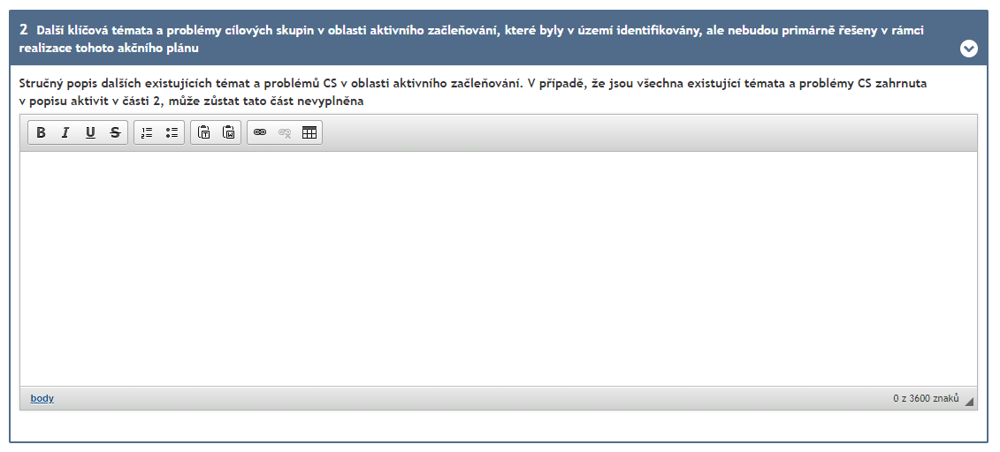 2 Další klíčová témata a problémy cílových skupin v oblasti aktivního začleňování, které byly v území identifikovány, ale nebudou primárně řešeny v rámci
realizace tohoto akčního plánu
Stručný popis dalších existujících témat a problémů CS v oblasti aktivního začleňování. V případě, že jsou všechna existující témata a problémy CS zahrnuta
v popisu aktivit v části 2, může zůstat tato část nevyplněna
B I U S
body
0 z 3600 znaků